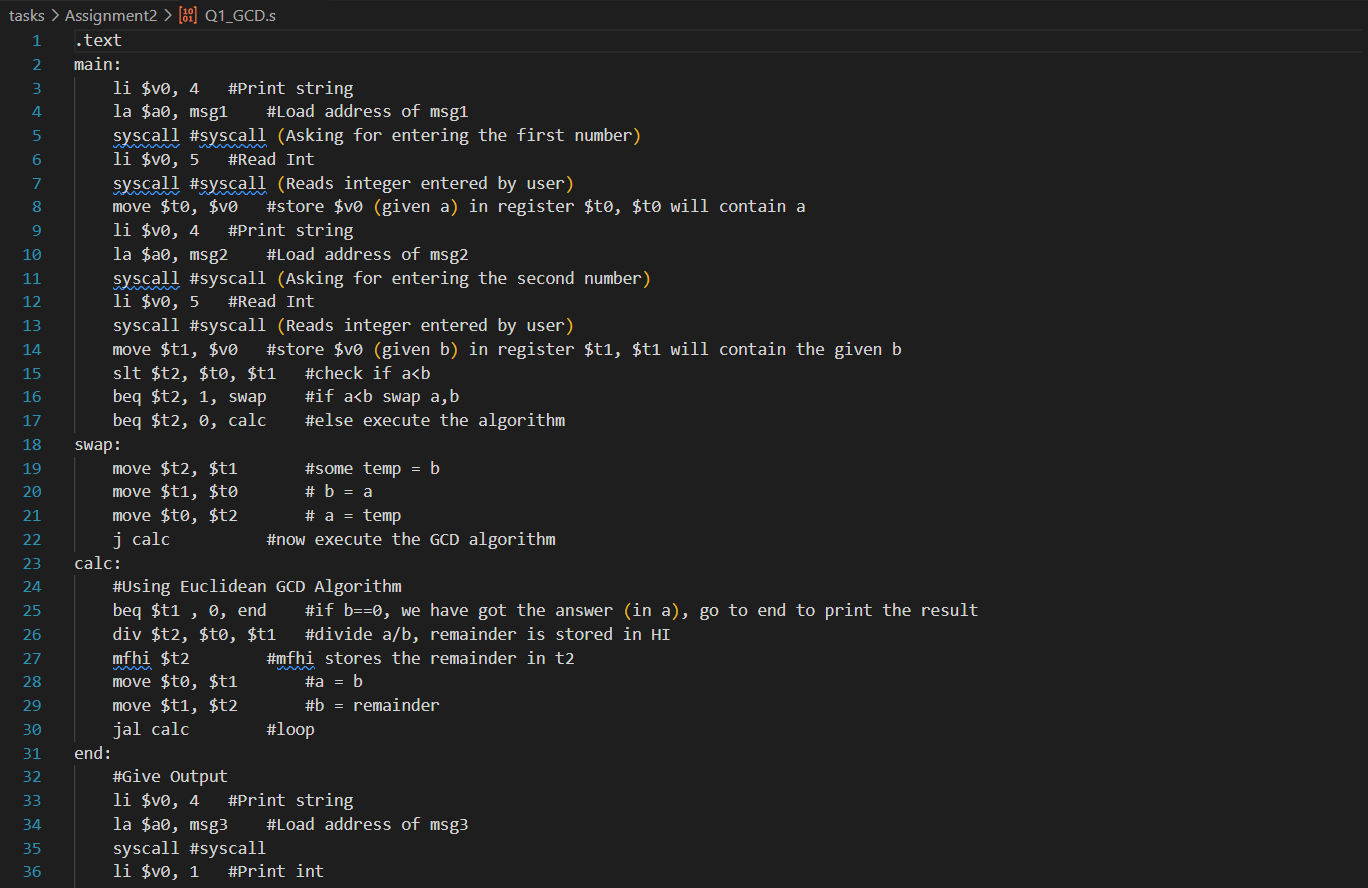 tasks > Assignment2 > Q1_GCD.s
1 .text
2 main:
3 li $v0, 4 #Print string
4 la $a0, msg1 #Load address of msg1
5 syscall #syscall (Asking for entering the first number)
6 li $v0, 5 #Read Int
7 syscall #syscall (Reads integer entered by user)
8 move $t0, $v0 #store $v0 (given a) in register $t0, $t0 will contain a
9 li $v0, 4 #Print string
10 la $a0, msg2 #Load address of msg2
11 syscall #syscall (Asking for entering the second number)
12 li $v0, 5 #Read Int
13 syscall #syscall (Reads integer entered by user)
14 move $t1, $v0 #store $v0 (given b) in register $t1, $t1 will contain the given b
15 slt $t2, $t0, $t1 #check if a<b
16 beq $t2, 1, swap #if a<b swap a,b
17 beq $t2, 0, calc #else execute the algorithm
18 swap:
19 move $t2, $t1 #some temp = b
20 move $t1, $t0 # b = a
21 move $t0, $t2 # a = temp
22 j calc #now execute the GCD algorithm
23 calc:
24 #Using Euclidean GCD Algorithm
25 beq $t1 , 0, end #if b==0, we have got the answer (in a), go to end to print the result
26 div $t2, $t0, $t1 #divide a/b, remainder is stored in HI
27 mfhi $t2 #mfhi stores the remainder in t2
28 move $t0, $t1 #a = b
29 move $t1, $t2 #b = remainder
30 jal calc #loop
31 end:
32 #Give Output
33 li $v0, 4 #Print string
34 la $a0, msg3 #Load address of msg3
35 syscall #syscall
36 li $v0, 1 #Print int